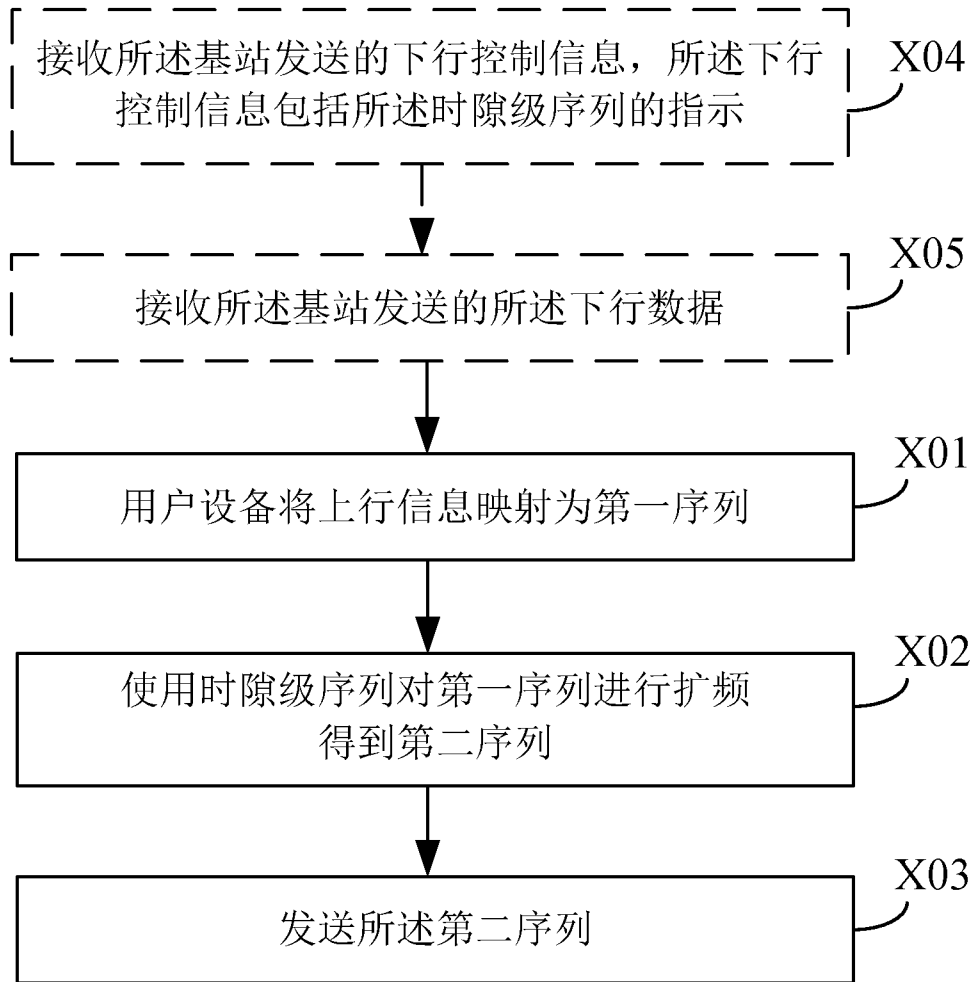 接收所述基站发送的下行控制信息，所述下行
控制信息包括所述时隙级序列的指示
X04
接收所述基站发送的所述下行数据
X05
用户设备将上行信息映射为第一序列
X01
使用时隙级序列对第一序列进行扩频
得到第二序列
X02
发送所述第二序列
X03